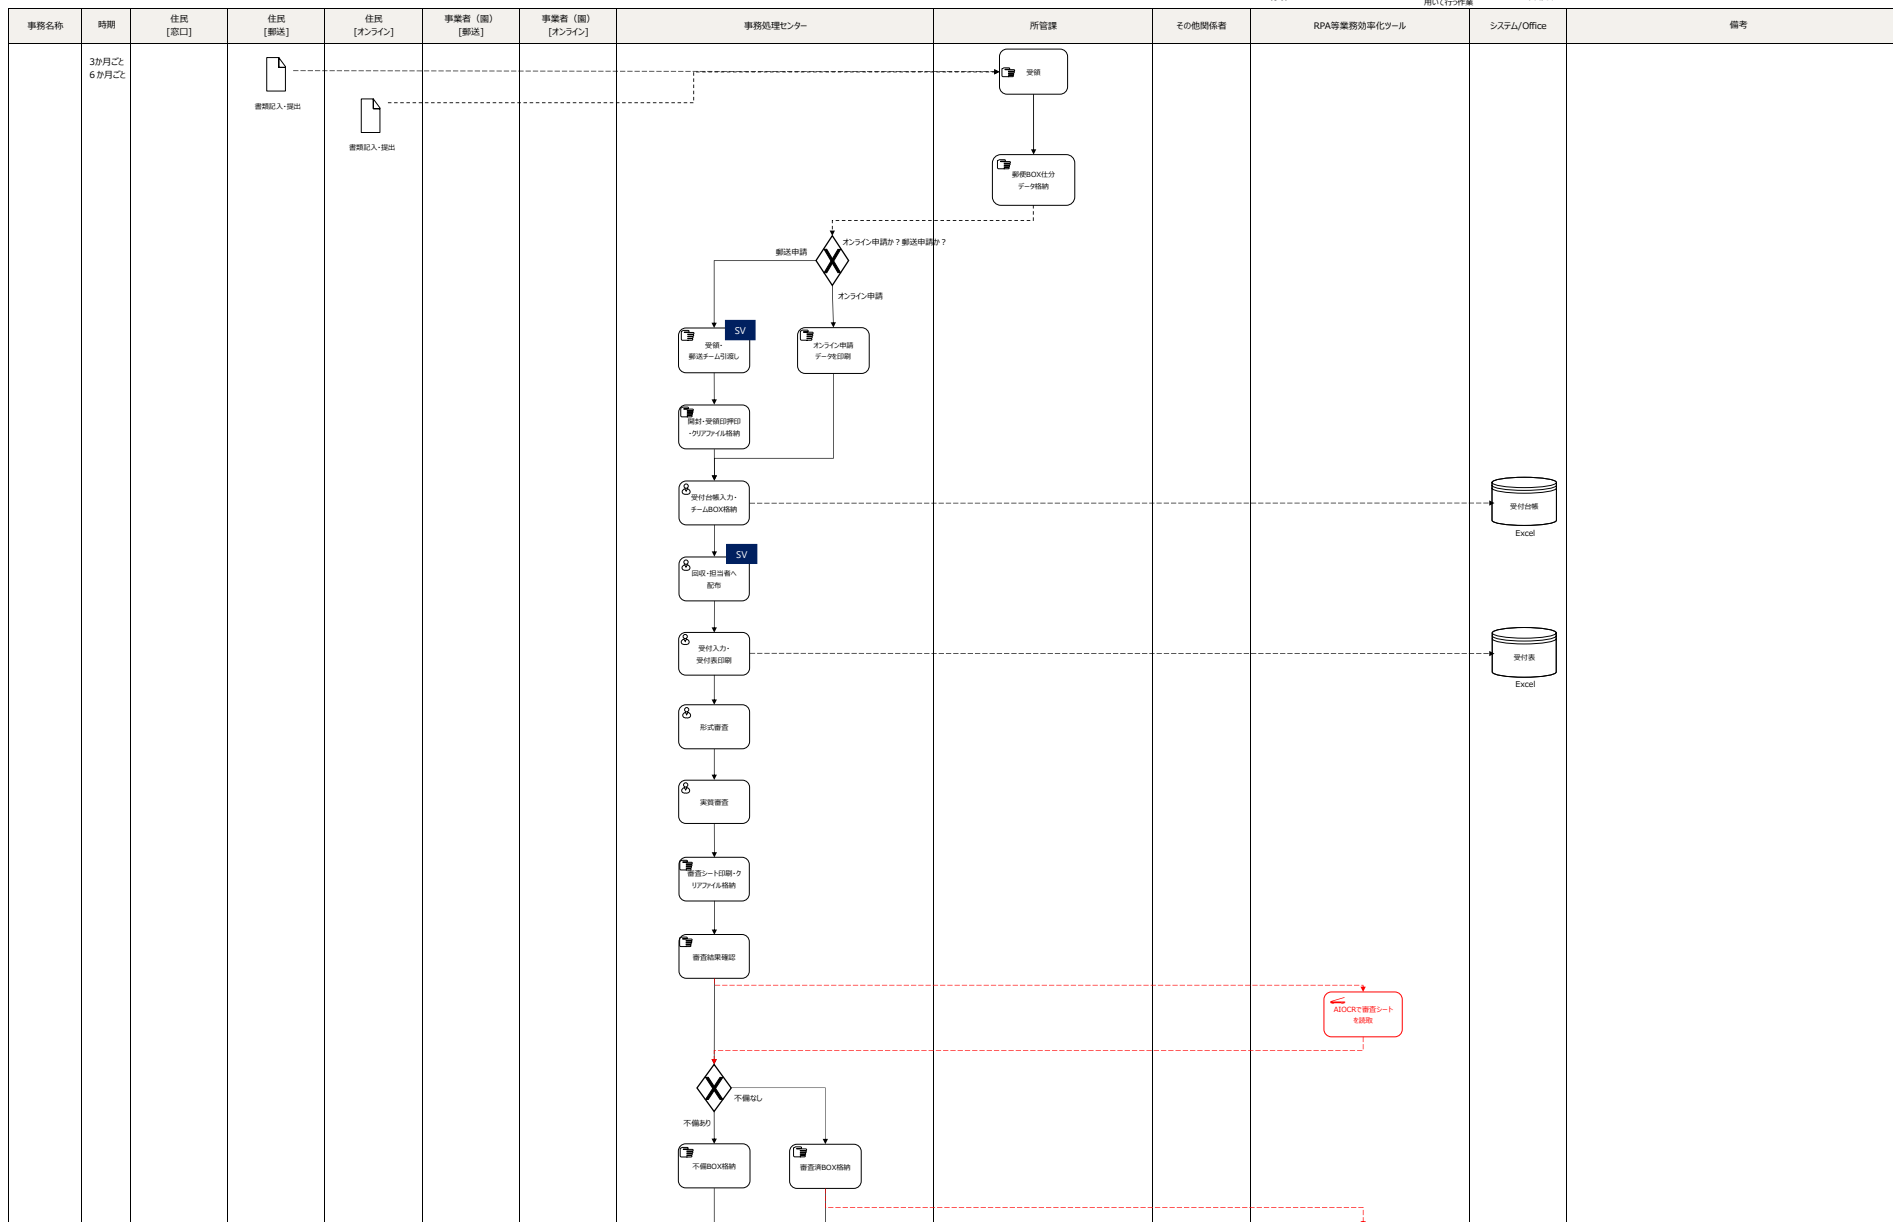 用いて行う作業
事務名称
時期
住民
[窓口]
住民
[郵送]
住民
[オンライン]
事業者（園）
[郵送]
事業者（園）
[オンライン]
事務処理センター
所管課
その他関係者
RPA等業務効率化ツール
システム/Office
備考
3か月ごと
６か月ごと
書類記入・提出
書類記入・提出
受領
郵便BOX仕分
データ格納
オンライン申請か？郵送申請か？
郵送申請
オンライン申請
SV
受領・
郵送チーム引渡し
オンライン申請
データを印刷
開封・受領印押印
・クリアファイル格納
受付台帳入力・
チームBOX格納
受付台帳
Excel
SV
回収・担当者へ
配布
受付入力・
受付表印刷
受付表
Excel
形式審査
実質審査
審査シート印刷・ク
リアファイル格納
審査結果確認
AIOCRで審査シート
を読取
不備なし
不備あり
不備BOX格納
審査済BOX格納